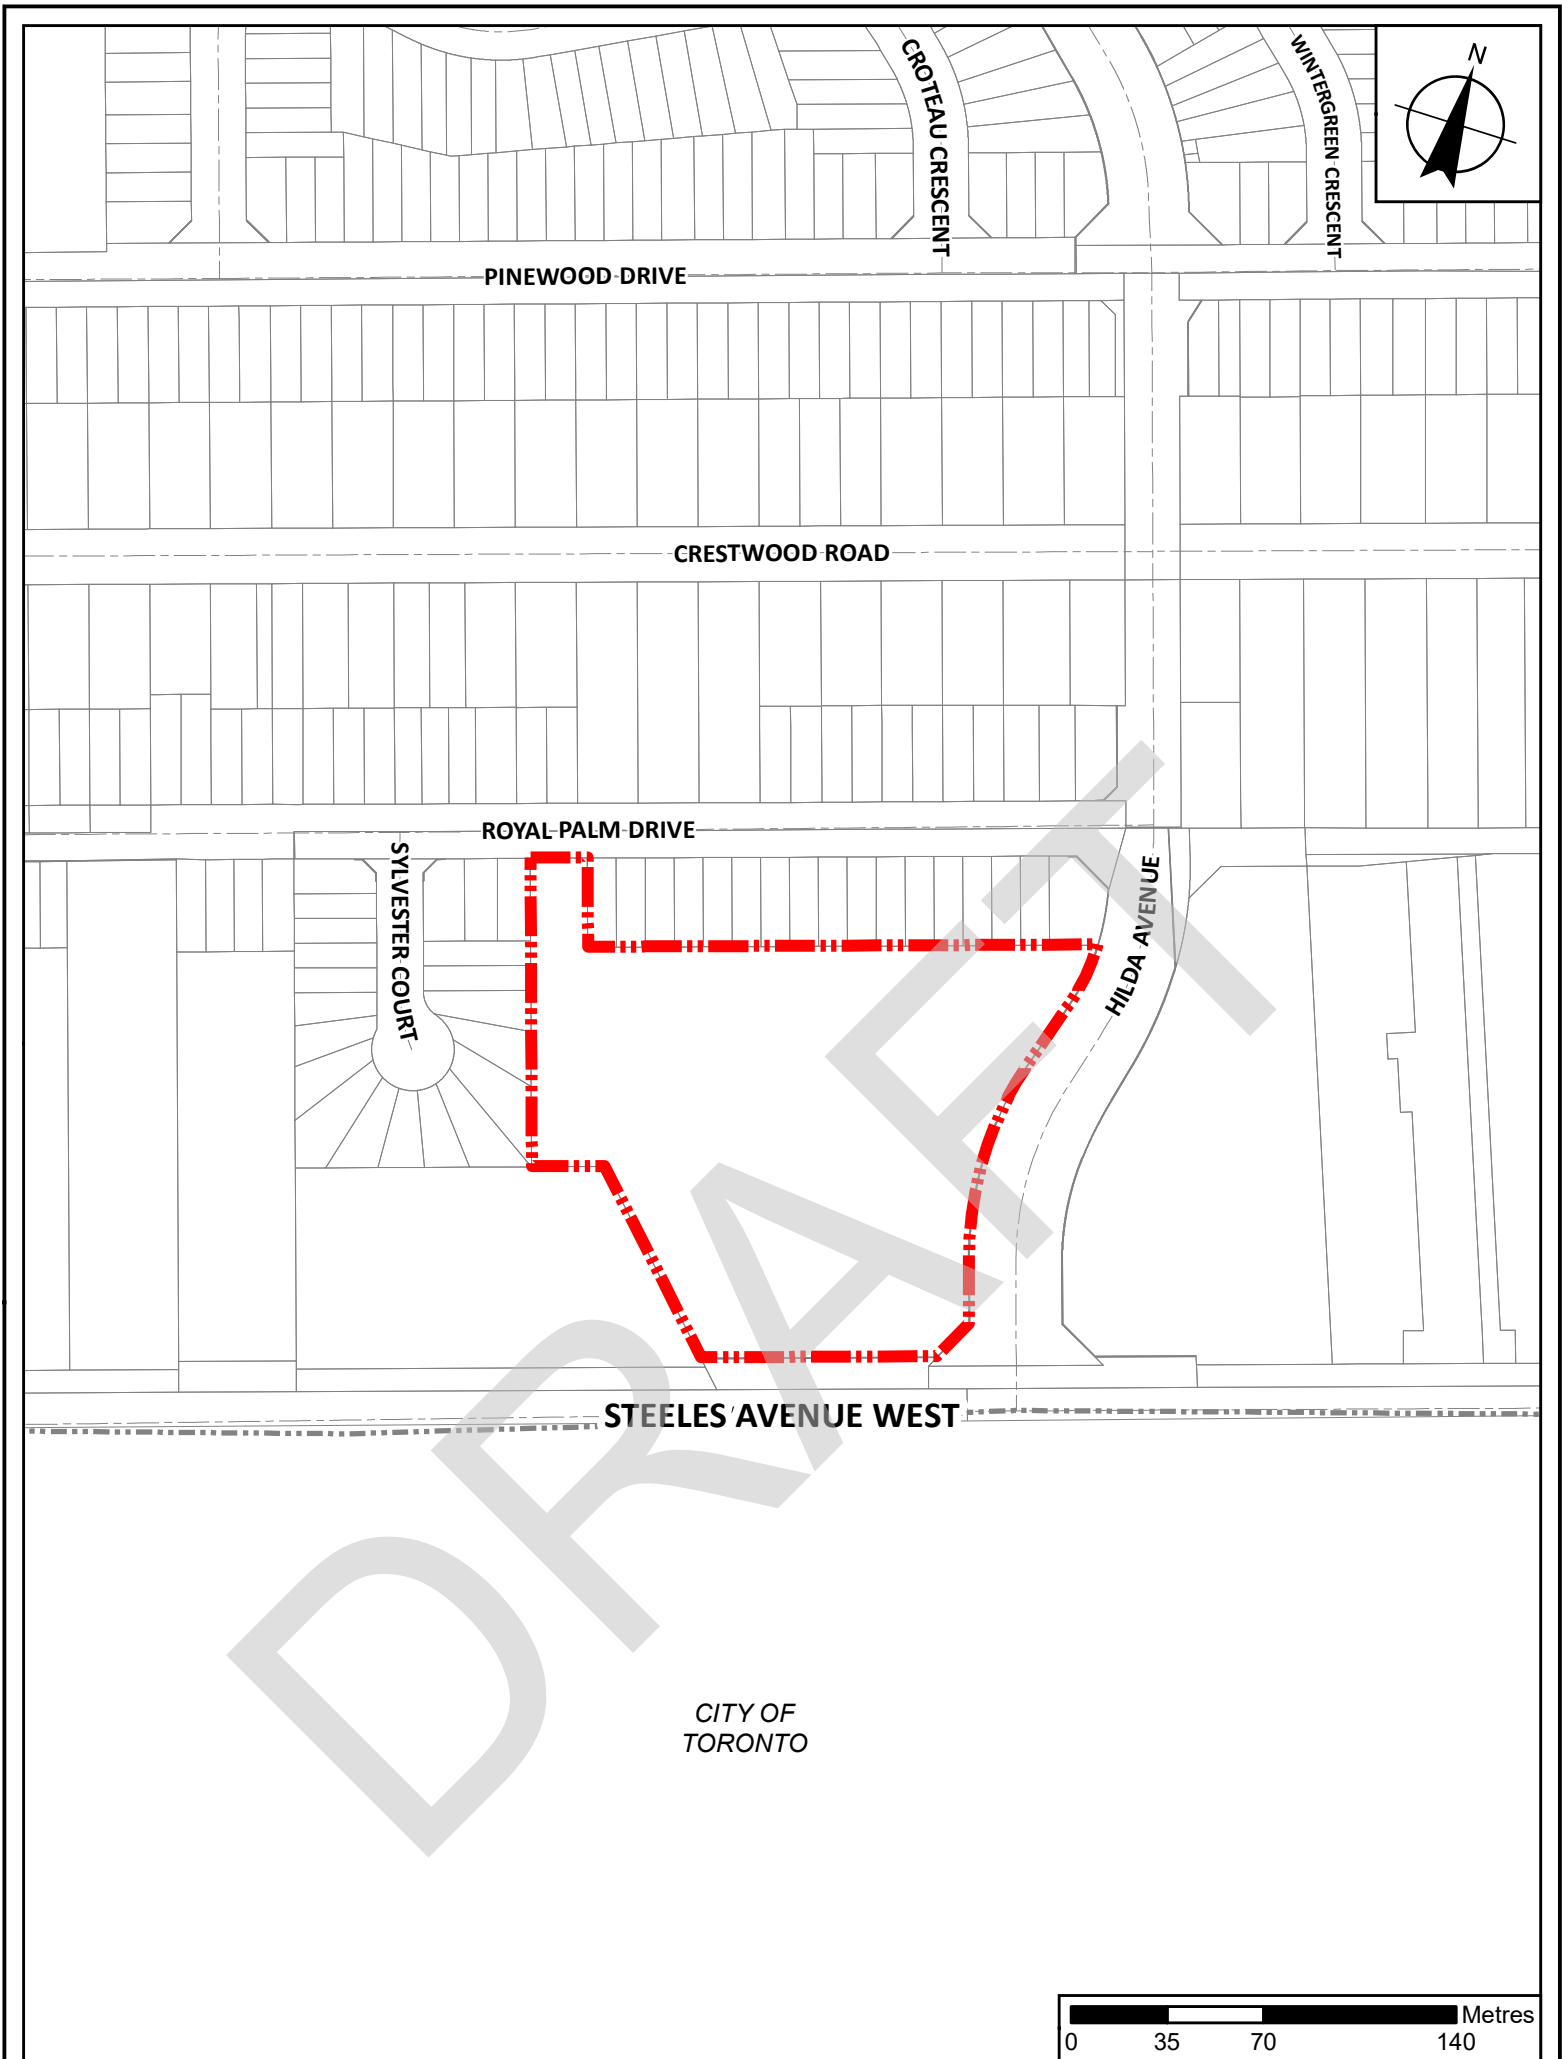 N
CROTEAU CRESCENT
WINTERGREEN CRESCENT
PINEWOOD DRIVE
CRESTWOOD ROAD
ROYAL PALM DRIVE
SYLVESTER COURT
HILDA AVENUE
DRAFT
STEELES AVENUE WEST
CITY OF
TORONTO
Metres
0 35 70 140